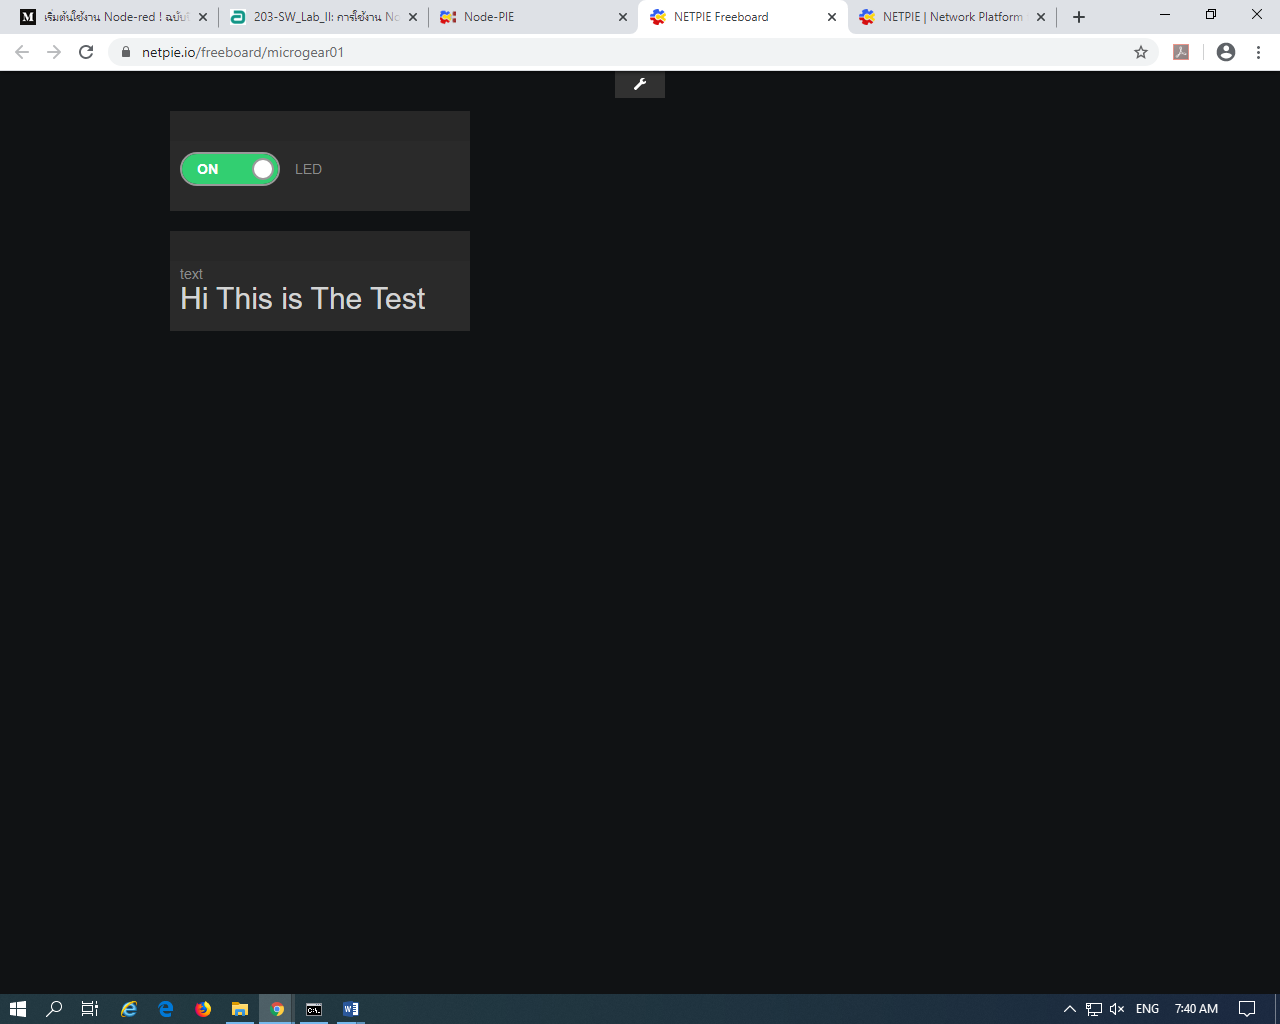 เริ่มต้นใช้งาน Node-red ! ฉบับ
203-SW_Lab_II: การใช้งาน No
Node-PIE
NETPIE Freeboard
NETPIE | Network Platform
netpie.io/freeboard/microgear01
ON
LED
text
Hi This is The Test
ENG
7:40 AM